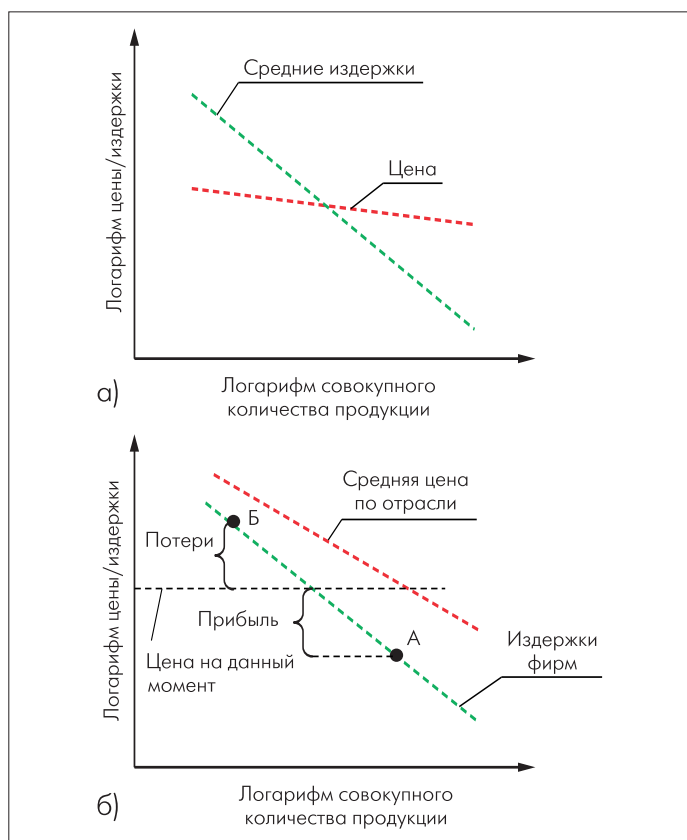 Логарифм цены/издержки
Средние издержки
Цена
Логарифм совокупного
количества продукции
а)
Логарифм цены/издержки
Средняя цена
по отрасли
Б
Потери
Прибыль
А
Цена на данный
момент
Издержки
фирм
Логарифм совокупного
количества продукции
б)